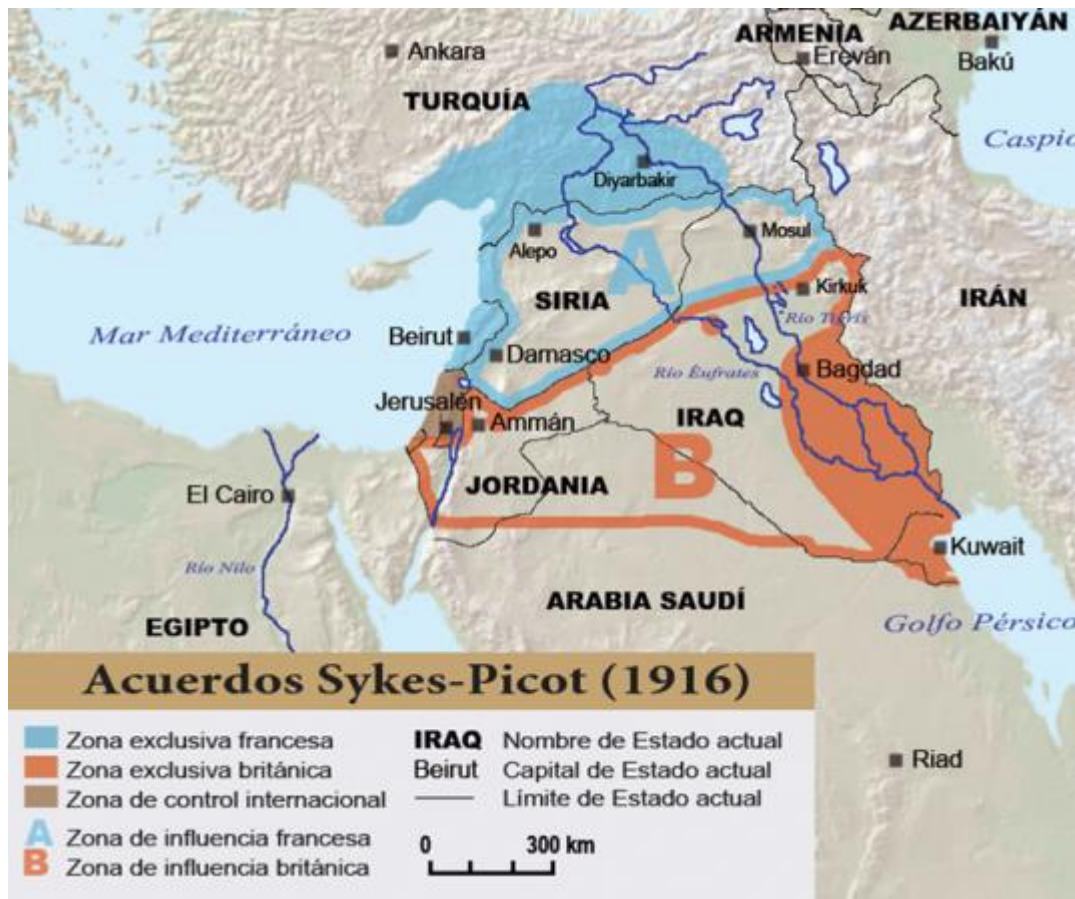 ARMENIA
AZERBAIYÁN
Ankara
Ereván
Bakú
TURQUÍA
Caspio
Diyarbakir
Alepo
A
Mosul
SIRIA
Kirkuk
IRÁN
Río Tigris
Mar Mediterráneo
Beirut
Damasco
Río Éufrates
Bagdad
Jerusalén
Ammán
IRAQ
B
JORDANIA
El Cairo
Kuwait
Río Nilo
ARABIA SAUDÍ
EGIPTO
Golfo Pérsico
Acuerdos Sykes-Picot (1916)
Zona exclusiva francesa
Zona exclusiva británica
Zona de control internacional
A Zona de influencia francesa
B Zona de influencia británica
IRAQ Nombre de Estado actual
Beirut Capital de Estado actual
Límite de Estado actual
0 300 km
Riad